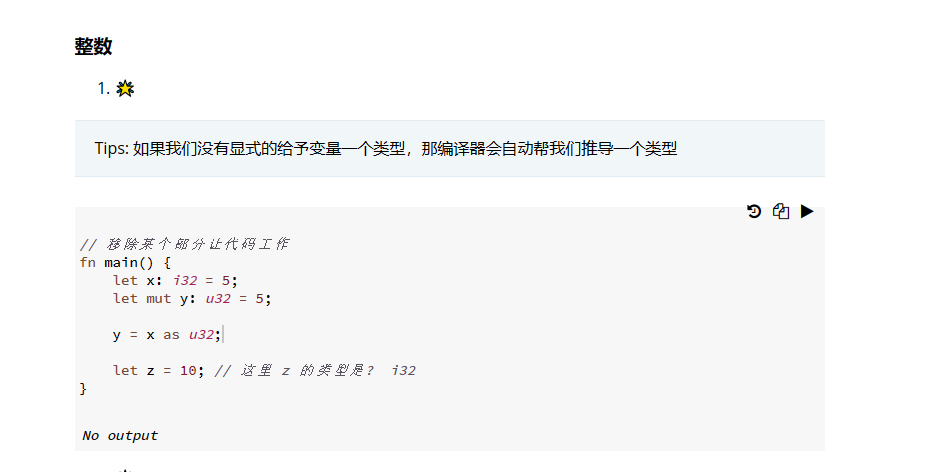 整数
1.
Tips: 如果我们没有显式的给予变量一个类型，那编译器会自动帮我们推导一个类型
// 移除某个部分让代码工作
fn main() {
    let x: i32 = 5;
    let mut y: u32 = 5;
    y = x as u32;
    let z = 10; // 这里 z 的类型是?  i32
}
No output